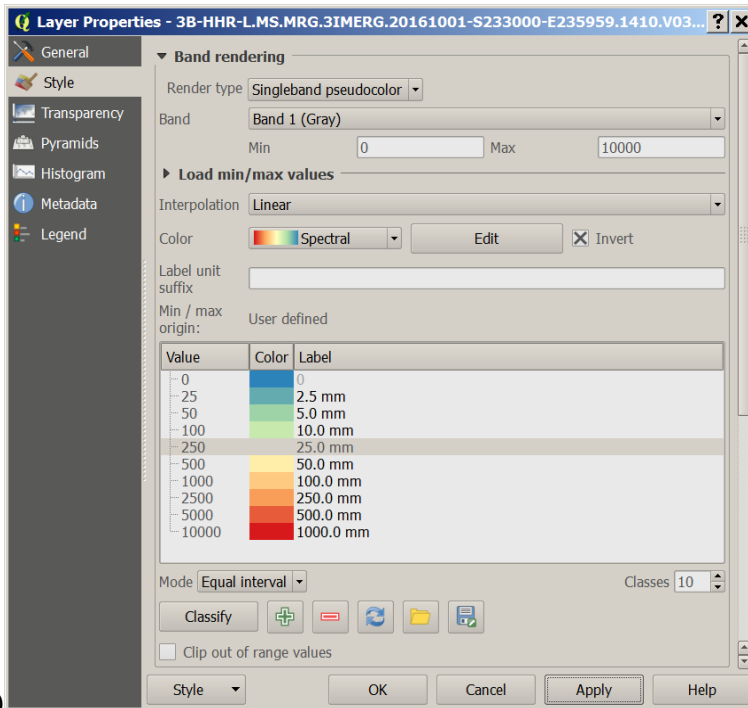 Layer Properties - 3B-HHR-L.MS.MRG.3IMERG.20161001-S233000-E235959.1410.V03...
General
Style
Transparency
Pyramids
Histogram
Metadata
Legend
Band rendering
Render type Singleband pseudocolor
Band Band 1 (Gray)
Min 0 Max 10000
Load min/max values
Interpolation Linear
Color Spectral Edit Invert
Label unit
suffix
Min / max
origin: User defined
Value Color Label
0 0
25 2.5 mm
50 5.0 mm
100 10.0 mm
250 25.0 mm
500 50.0 mm
1000 100.0 mm
2500 250.0 mm
5000 500.0 mm
10000 1000.0 mm
Mode Equal interval Classes 10
Classify
Clip out of range values
Style OK Cancel Apply Help